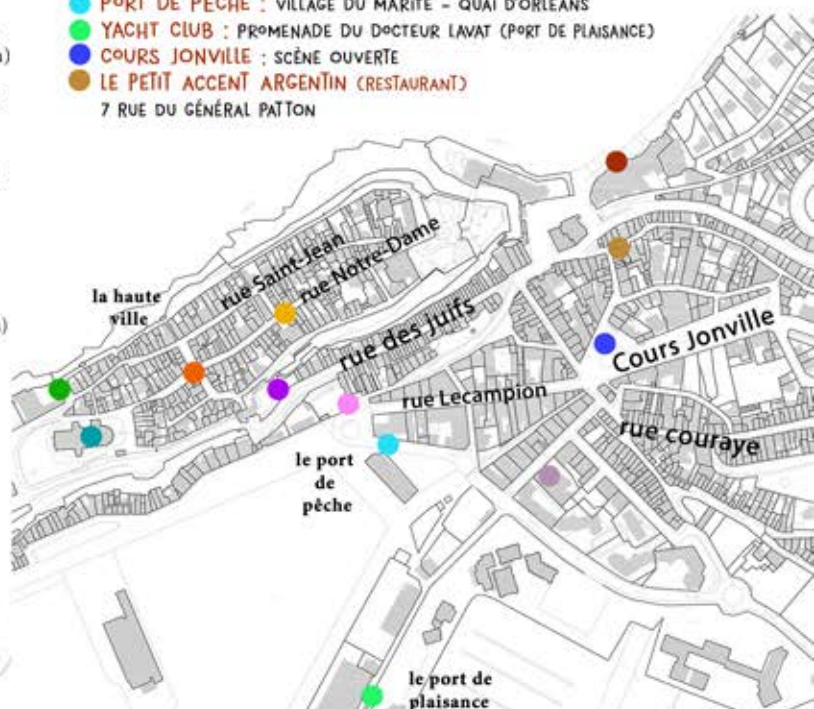 PORT DE PÊCHE : VILLAGE DU MARITÉ - QUAI D'ORLÉANS
YACHT CLUB : PROMENADE DU DOCTEUR LAVAT (PORT DE PLAISANCE)
COURS JONVILLE : SCÈNE OUVERTE
LE PETIT ACCENT ARGENTIN (RESTAURANT)
7 RUE DU GÉNÉRAL PATTON
rue Saint-Jean
rue Notre-Dame
la haute
ville
rue des juifs
Cours Jonville
rue Lecampion
rue couraye
le port
de
pêche
le port de
plaisance